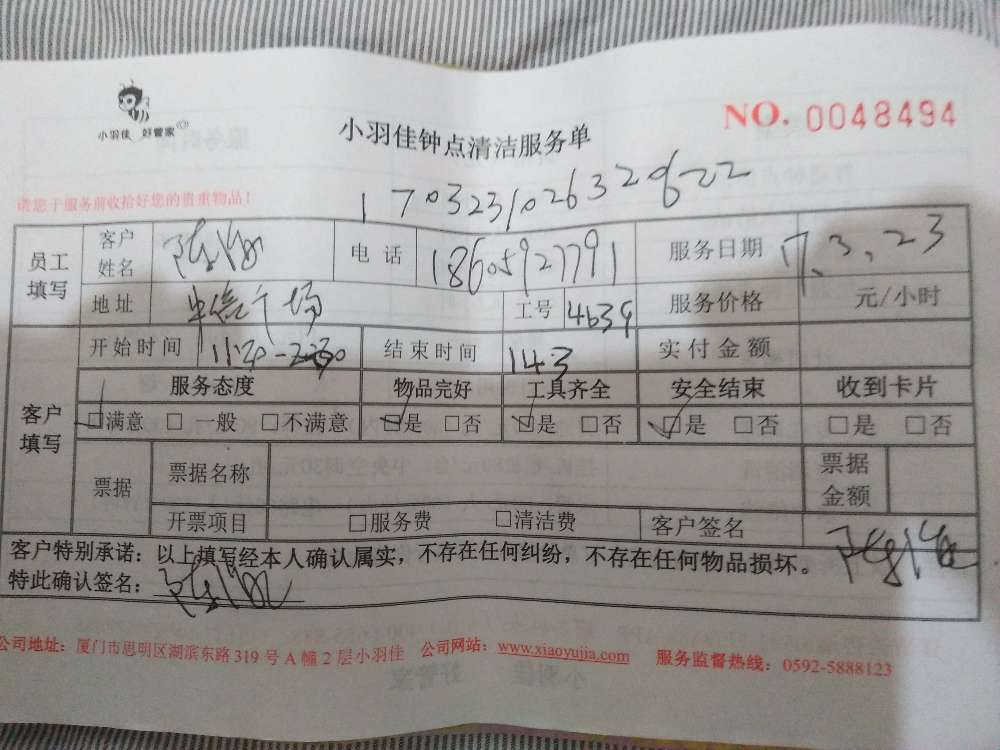 小羽佳 好管家
NO. 0048494
小羽佳钟点清洁服务单
请您于服务前收拾好您的贵重物品！
1703231026329622
员工填写 客户姓名 电话 18605927791 服务日期 17.3.23
地址 中信广场 工号 4639 服务价格 元/小时
开始时间 11:30 结束时间 实付金额
客户填写 服务态度 物品完好 工具齐全 安全结束 收到卡片
□满意 □一般 □不满意 □是 □否 □是 □否 □是 □否 □是 □否
票据 票据名称 票据金额
开票项目 □服务费 □清洁费 客户签名
客户特别承诺：以上填写经本人确认属实，不存在任何纠纷，不存在任何物品损坏。
特此确认签名：
公司地址：厦门市思明区湖滨东路319号A幢2层小羽佳 公司网站：www.xiaoyujia.com 服务监督热线：0592-5888123